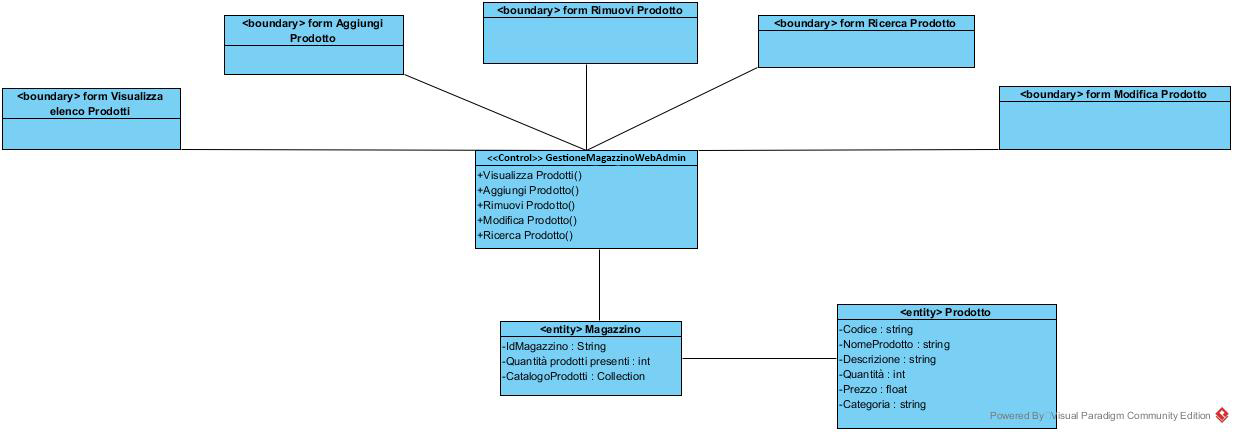 <boundary> form Rimuovi Prodotto
<boundary> form Aggiungi
Prodotto
<boundary> form Ricerca Prodotto
<boundary> form Visualizza
elenco Prodotti
<boundary> form Modifica Prodotto
<<Control>> GestioneMagazzinoWebAdmin
+Visualizza Prodotti()
+Aggiungi Prodotto()
+Rimuovi Prodotto()
+Modifica Prodotto()
+Ricerca Prodotto()
<entity> Magazzino
-IdMagazzino : String
-Quantità prodotti presenti : int
-CatalogoProdotti : Collection
<entity> Prodotto
-Codice : string
-NomeProdotto : string
-Descrizione : string
-Quantità : int
-Prezzo : float
-Categoria : string
Powered By Visual Paradigm Community Edition